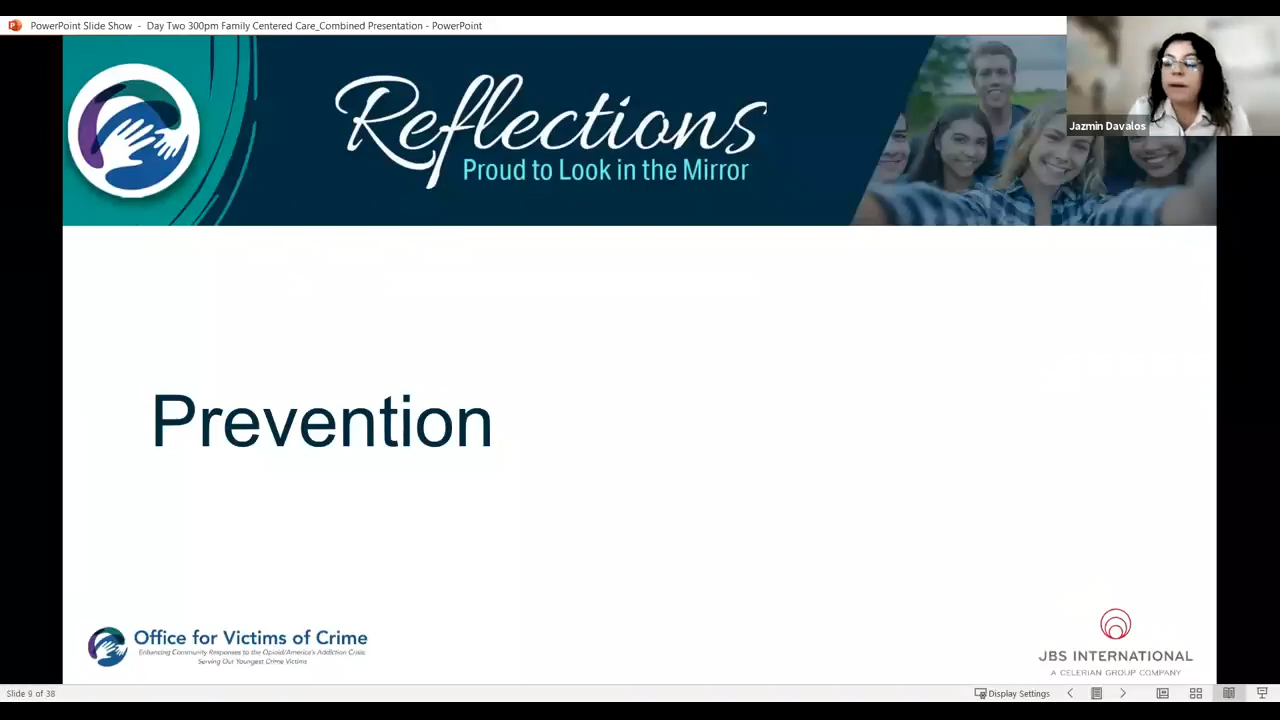 PowerPoint Slide Show - Day Two 300pm Family Centered Care_Combined Presentation - PowerPoint
Reflections
Proud to Look in the Mirror
Jazmin Davalos
Prevention
Office for Victims of Crime
Enhancing Community Responses to the Opioid/America's Addiction Crisis:
Serving Our Youngest Crime Victims
JBS INTERNATIONAL
A CELERIAN GROUP COMPANY
Slide 9 of 38
Display Settings